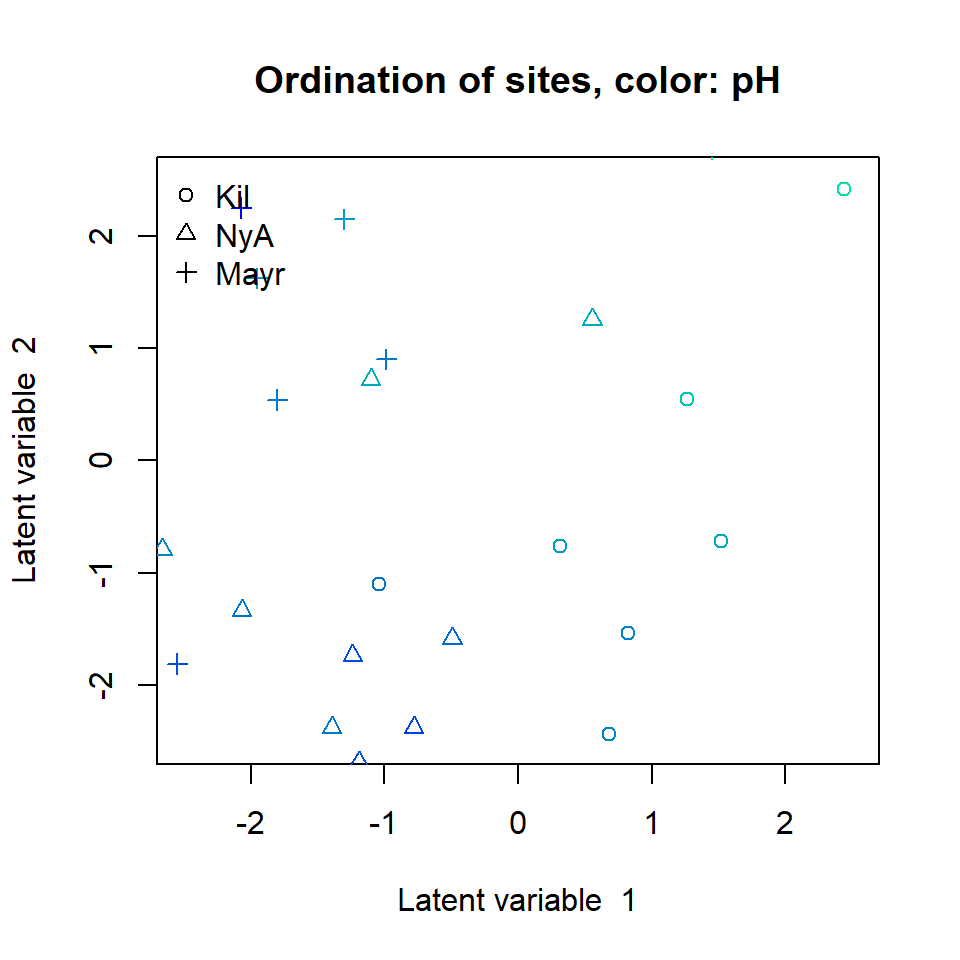 Ordination of sites, color: pH
Kil
NyA
Mayr
2
1
0
-1
-2
Latent variable 2
-2 -1 0 1 2
Latent variable 1